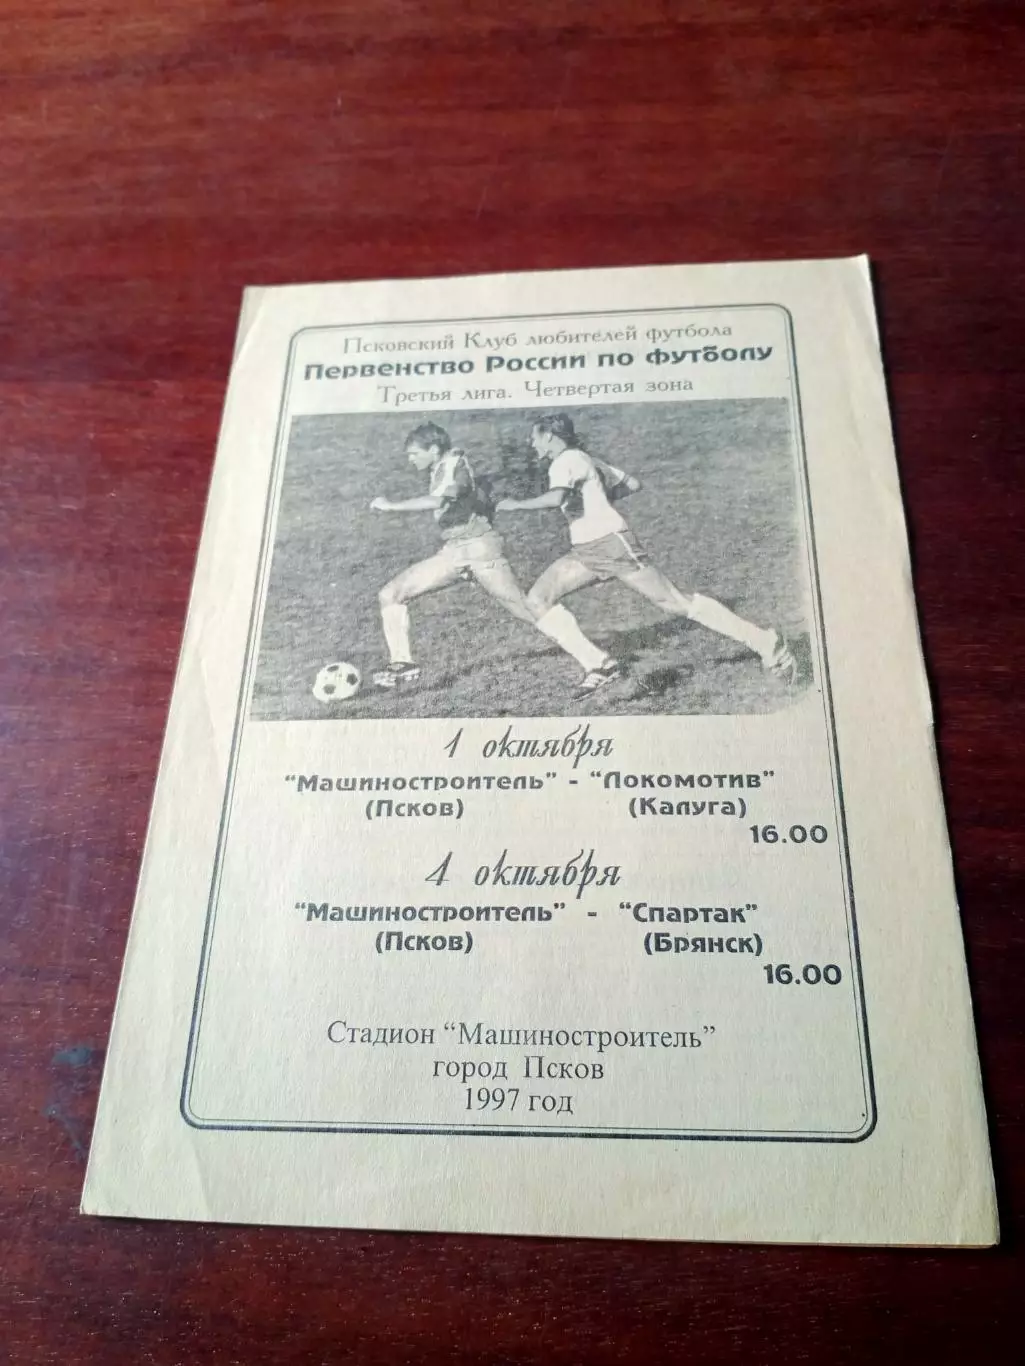 Псковский Клуб любителей футбола
Первенство России по футболу
Третья лига. Четвертая зона
1 октября
“Машиностроитель” - “Локомотив”
(Псков) (Калуга)
16.00
4 октября
“Машиностроитель” - “Спартак”
(Псков) (Брянск)
16.00
Стадион “Машиностроитель”
город Псков
1997 год